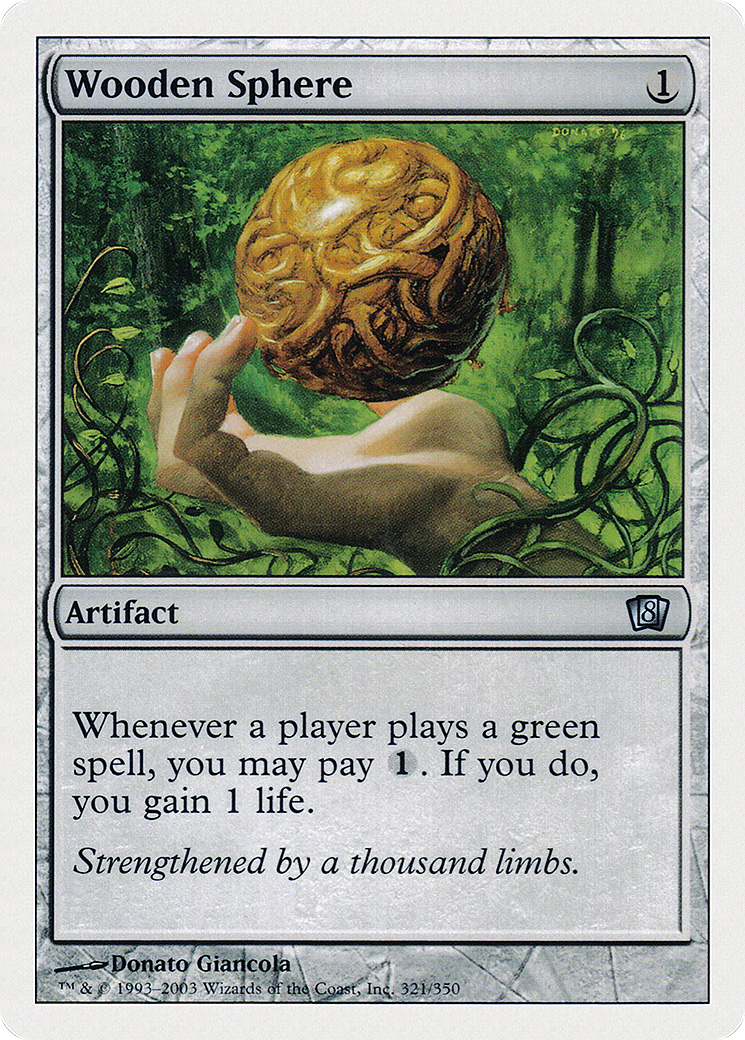 Wooden Sphere 1
DONATO 98
Artifact 8
Whenever a player plays a green
spell, you may pay 1. If you do,
you gain 1 life.
Strengthened by a thousand limbs.
Donato Giancola
™ & © 1993–2003 Wizards of the Coast, Inc. 321/350